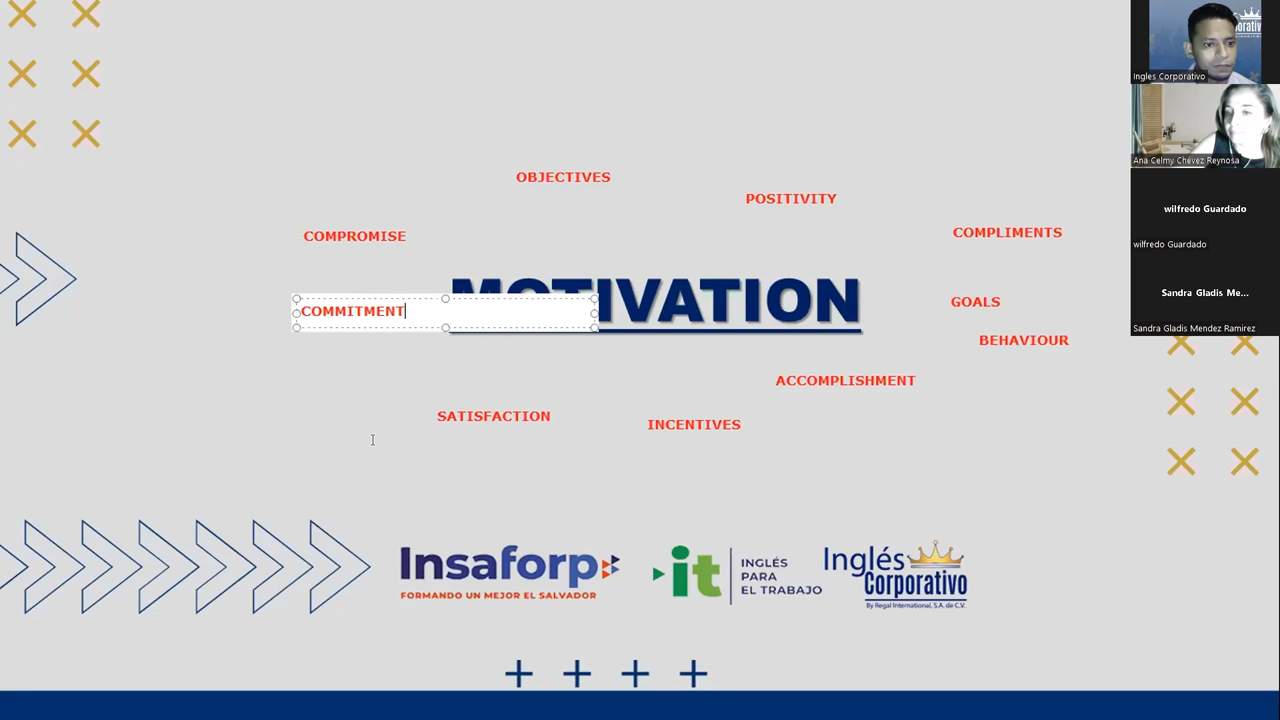 OBJECTIVES
POSITIVITY
COMPROMISE
COMPLIMENTS
MOTIVATION
COMMITMENT
GOALS
BEHAVIOUR
ACCOMPLISHMENT
SATISFACTION
INCENTIVES
Insaforp
FORMANDO UN MEJOR EL SALVADOR
it
INGLÉS
PARA
EL TRABAJO
Inglés
Corporativo
By Regal International, S.A. de C.V.
orativo
Ingles Corporativo
Ana Celmy Chévez Reynosa
wilfredo Guardado
wilfredo Guardado
Sandra Gladis Me...
Sandra Gladis Mendez Ramirez